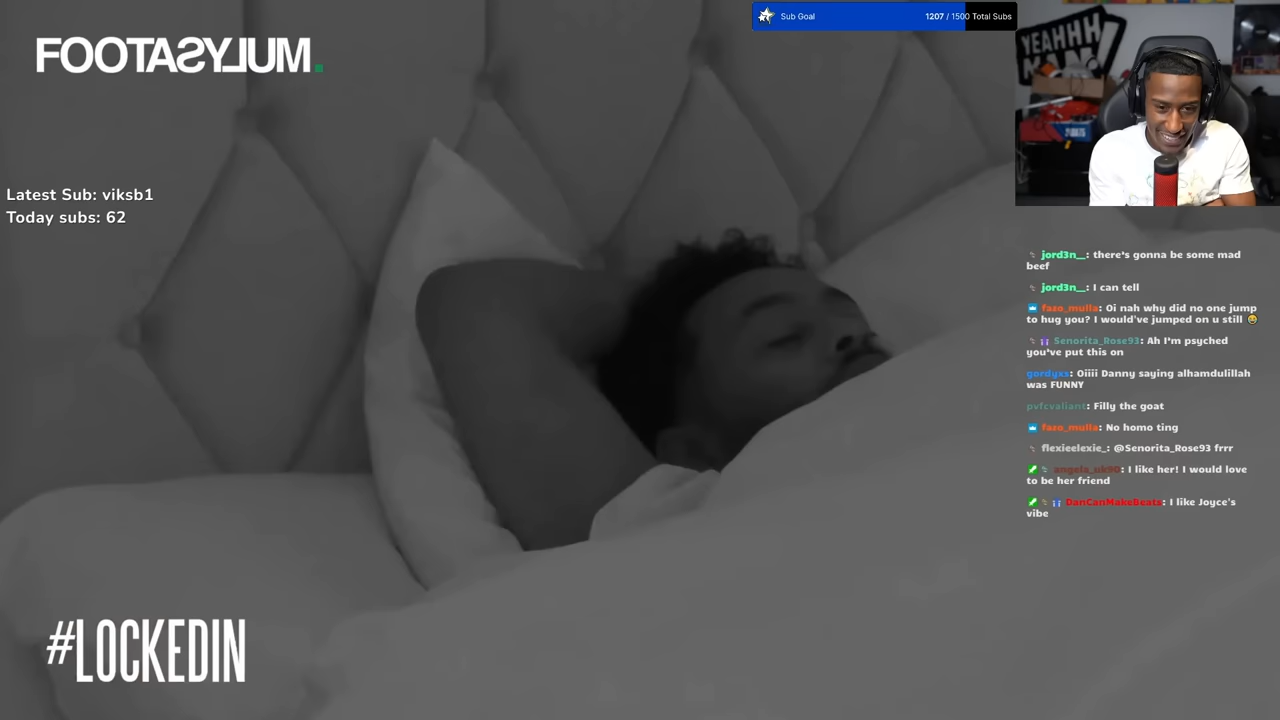 FOOTASYLUM.
Sub Goal
1207 / 1500 Total Subs
YEAHHH
MAN!
Latest Sub: viksb1
Today subs: 62
jord3n__: there's gonna be some mad
beef
jord3n__: I can tell
fazo_mulla: Oi nah why did no one jump
to hug you? I would've jumped on u still 😂
Senorita_Rose93: Ah I'm psyched
you've put this on
gordyxs: Oiiii Danny saying alhamdulillah
was FUNNY
pvfcvaliant: Filly the goat
fazo_mulla: No homo ting
flexieelexie_: @Senorita_Rose93 frrr
angela_uk90: I like her! I would love
to be her friend
DanCanMakeBeats: I like Joyce's
vibe
#LOCKEDIN